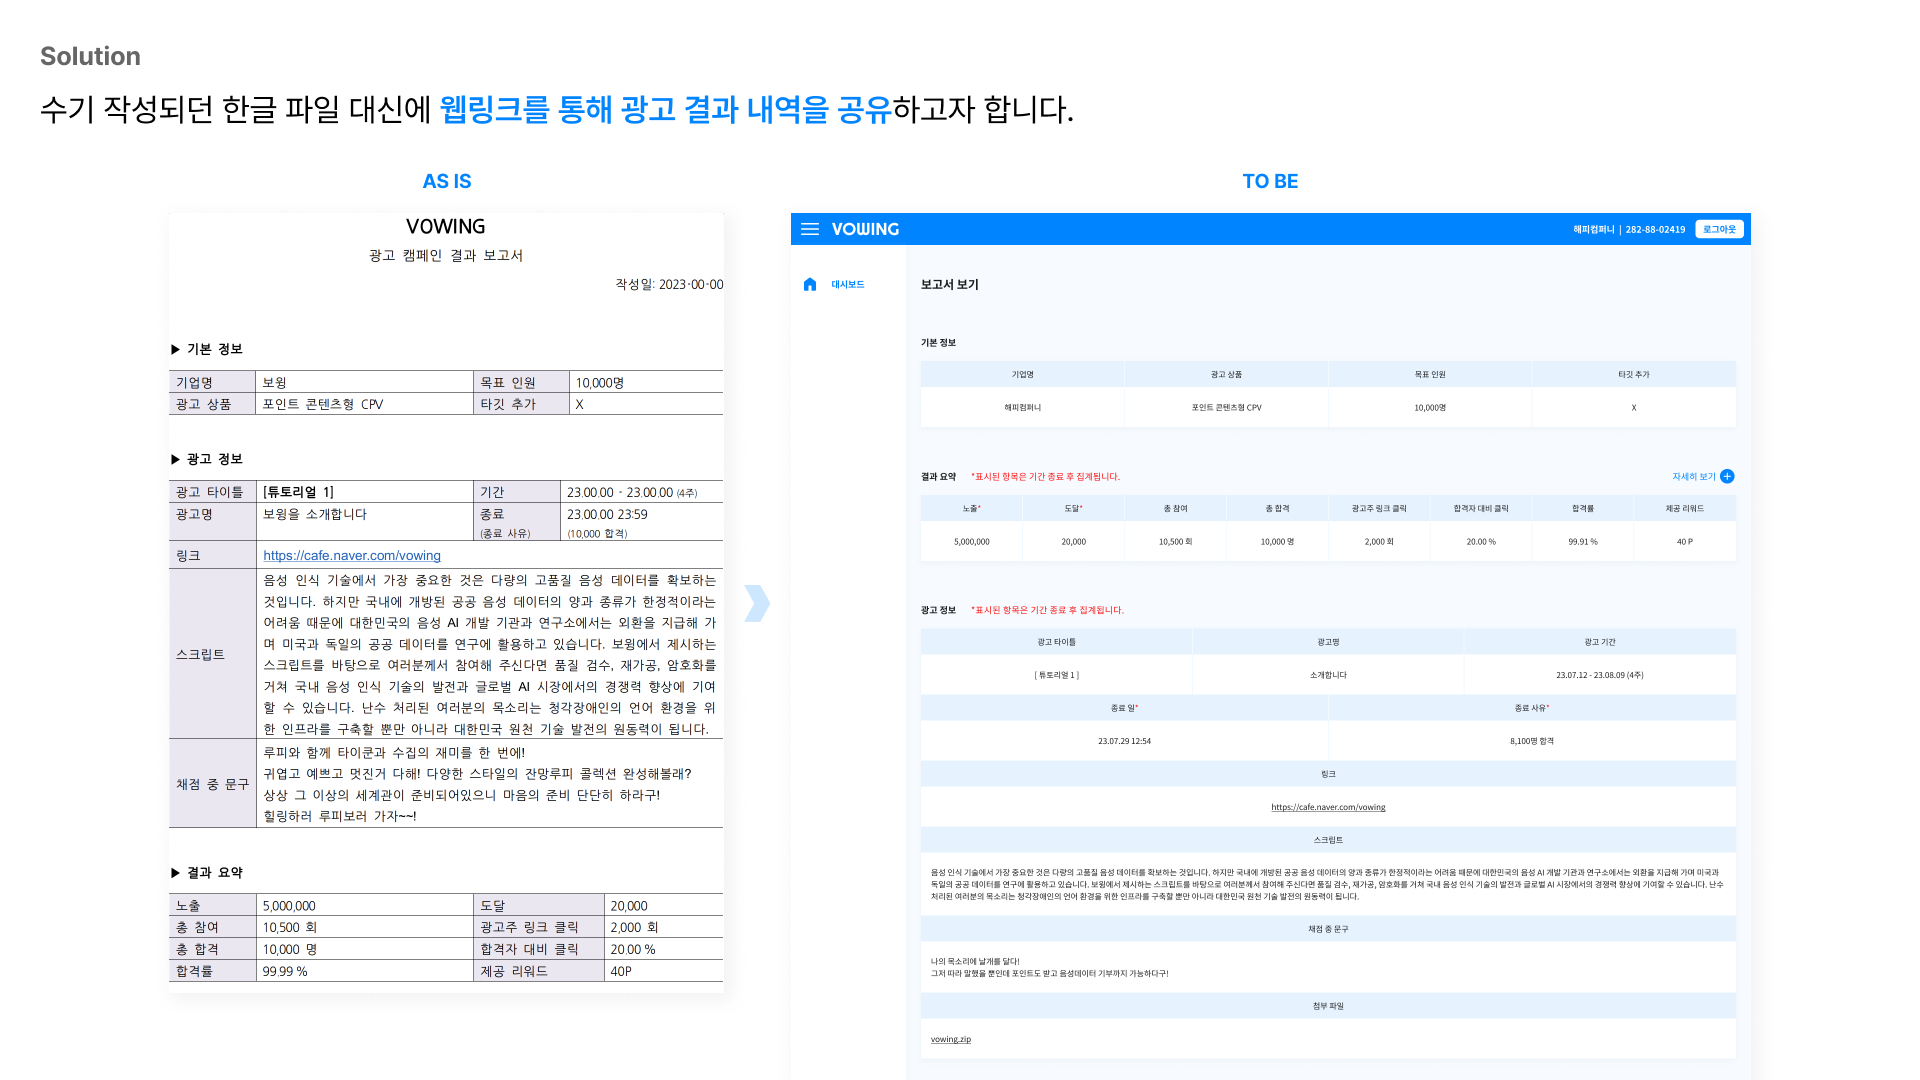 Solution
수기 작성되던 한글 파일 대신에 웹링크를 통해 광고 결과 내역을 공유하고자 합니다.
AS IS
VOWING
광고 캠페인 결과 보고서
작성일: 2023-00-00
▶ 기본 정보
기업명 보윙 목표 인원 10,000명
광고 상품 포인트 콘텐츠형 CPV 타깃 추가 X
▶ 광고 정보
광고 타이틀 [튜토리얼 1] 기간 23.00.00 - 23.00.00 (4주)
광고명 보윙을 소개합니다 종료 23.00.00 23:59
(종료 사유) (10,000 합격)
링크 https://cafe.naver.com/vowing
스크립트
음성 인식 기술에서 가장 중요한 것은 다량의 고품질 음성 데이터를 확보하는
것입니다. 하지만 국내에 개방된 공공 음성 데이터의 양과 종류가 한정적이라는
어려움 때문에 대한민국의 음성 AI 개발 기관과 연구소에서는 외환을 지급해 가
며 미국과 독일의 공공 데이터를 연구에 활용하고 있습니다. 보윙에서 제시하는
스크립트를 바탕으로 여러분께서 참여해 주신다면 품질 검수, 재가공, 암호화를
거쳐 국내 음성 인식 기술의 발전과 글로벌 AI 시장에서의 경쟁력 향상에 기여
할 수 있습니다. 난수 처리된 여러분의 목소리는 청각장애인의 언어 환경을 위
한 인프라를 구축할 뿐만 아니라 대한민국 원천 기술 발전의 원동력이 됩니다.
채점 중 문구
루피와 함께 타이쿤과 수집의 재미를 한 번에!
귀엽고 예쁘고 멋진거 다해! 다양한 스타일의 잔망루피 콜렉션 완성해볼래?
상상 그 이상의 세계관이 준비되어있으니 마음의 준비 단단히 하라구!
힐링하러 루피보러 가자~~!
▶ 결과 요약
노출 5,000,000 도달 20,000
총 참여 10,500 회 광고주 링크 클릭 2,000 회
총 합격 10,000 명 합격자 대비 클릭 20.00 %
합격률 99.99 % 제공 리워드 40P
TO BE
VOWING
해피컴퍼니 | 282-88-02419 로그아웃
대시보드
보고서 보기
기본 정보
기업명 광고 상품 목표 인원 타깃 추가
해피컴퍼니 포인트 콘텐츠형 CPV 10,000명 X
결과 요약 *표시된 항목은 기간 종료 후 집계됩니다. 자세히 보기
노출* 도달* 총 참여 총 합격 광고주 링크 클릭 합격자 대비 클릭 합격률 제공 리워드
5,000,000 20,000 10,500 회 10,000 명 2,000 회 20.00 % 99.91 % 40 P
광고 정보 *표시된 항목은 기간 종료 후 집계됩니다.
광고 타이틀 광고명 광고 기간
[ 튜토리얼 1 ] 소개합니다 23.07.12 - 23.08.09 (4주)
종료 일* 종료 사유*
23.07.29 12:54 8,100명 합격
링크
https://cafe.naver.com/vowing
스크립트
음성 인식 기술에서 가장 중요한 것은 다량의 고품질 음성 데이터를 확보하는 것입니다. 하지만 국내에 개방된 공공 음성 데이터의 양과 종류가 한정적이라는 어려움 때문에 대한민국의 음성 AI 개발 기관과 연구소에서는 외환을 지급해 가며 미국과
독일의 공공 데이터를 연구에 활용하고 있습니다. 보윙에서 제시하는 스크립트를 바탕으로 여러분께서 참여해 주신다면 품질 검수, 재가공, 암호화를 거쳐 국내 음성 인식 기술의 발전과 글로벌 AI 시장에서의 경쟁력 향상에 기여할 수 있습니다. 난수
처리된 여러분의 목소리는 청각장애인의 언어 환경을 위한 인프라를 구축할 뿐만 아니라 대한민국 원천 기술 발전의 원동력이 됩니다.
채점 중 문구
나의 목소리에 날개를 달다!
그저 따라 말했을 뿐인데 포인트도 받고 음성데이터 기부까지 가능하다구!
첨부 파일
vowing.zip